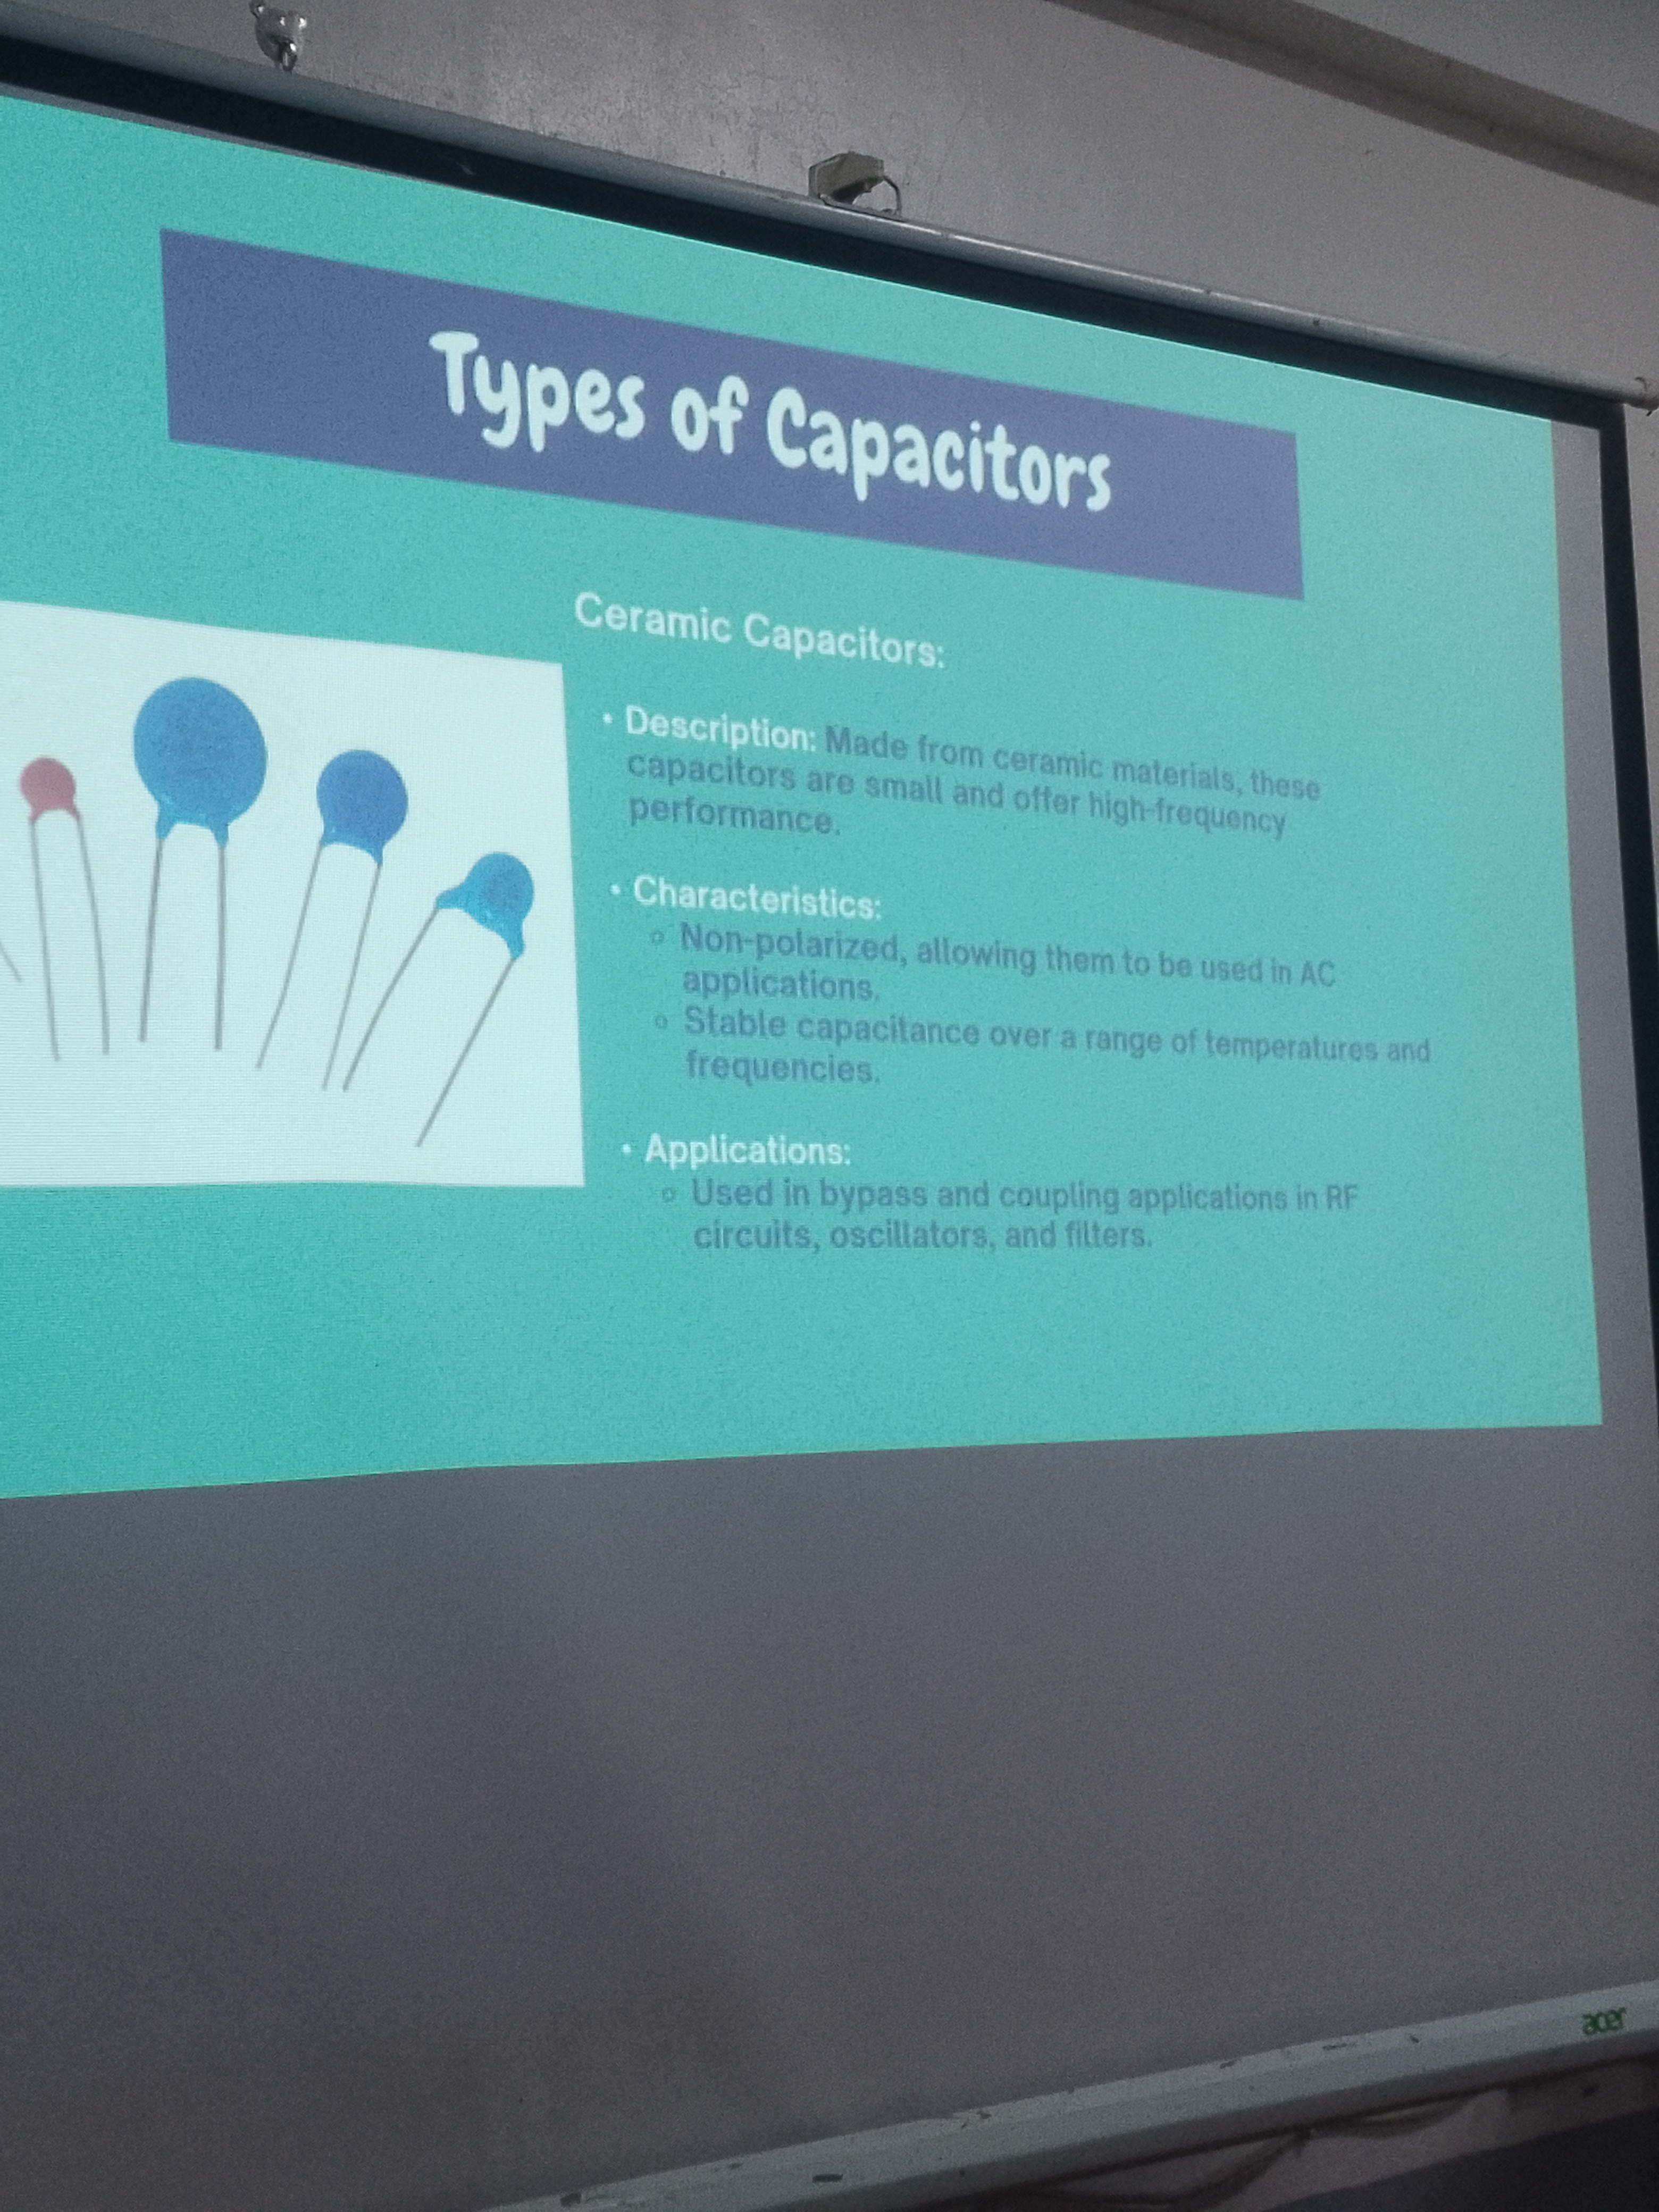 Types of Capacitors
Ceramic Capacitors:
• Description: Made from ceramic materials, these
capacitors are small and offer high-frequency
performance.
• Characteristics:
○ Non-polarized, allowing them to be used in AC
applications.
○ Stable capacitance over a range of temperatures and
frequencies.
• Applications:
○ Used in bypass and coupling applications in RF
circuits, oscillators, and filters.
acer